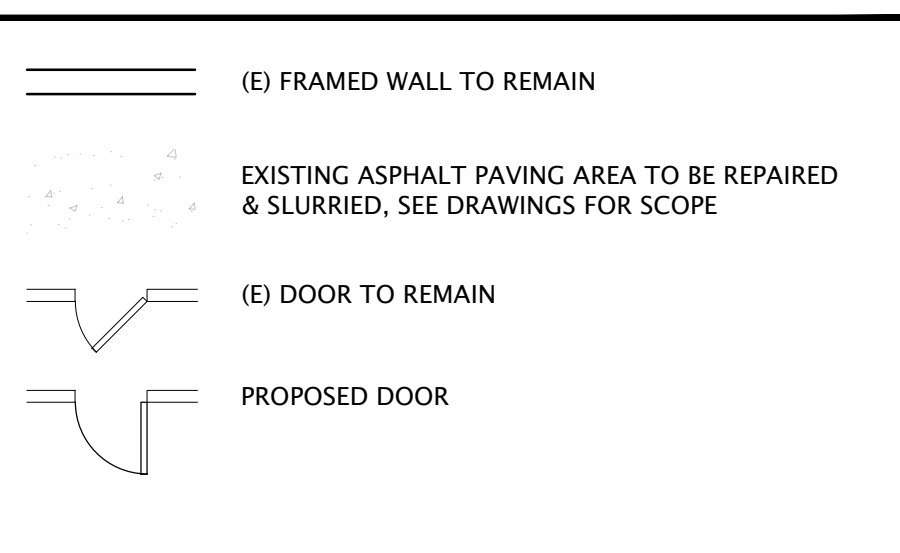 (E) FRAMED WALL TO REMAIN
EXISTING ASPHALT PAVING AREA TO BE REPAIRED
& SLURRIED, SEE DRAWINGS FOR SCOPE
(E) DOOR TO REMAIN
PROPOSED DOOR